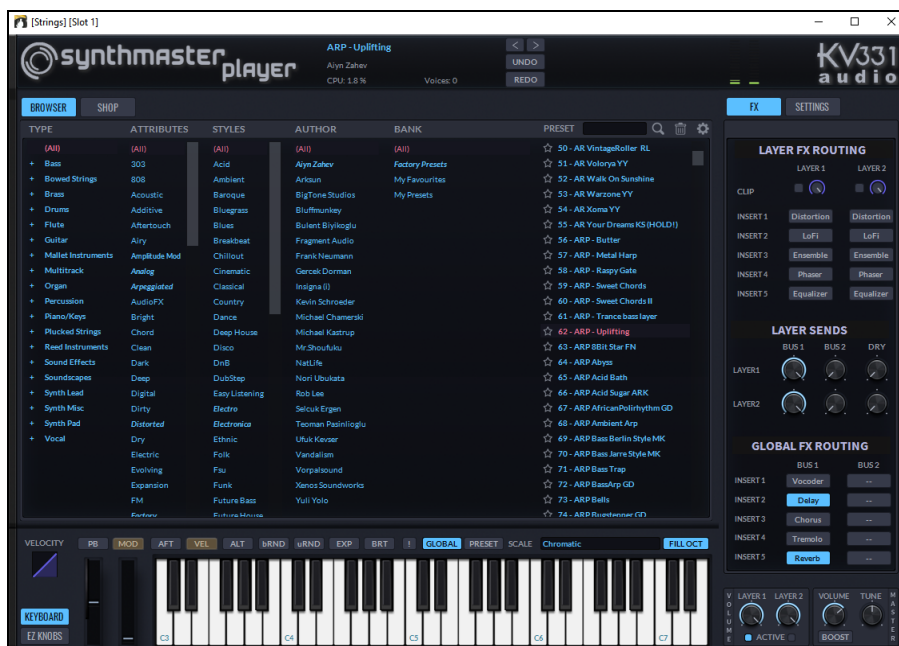 [Strings] [Slot 1]
synthmaster player
ARP - Uplifting
Aiyn Zahev
CPU: 1.8 % Voices: 0
< >
UNDO
REDO
KV331 audio
BROWSER SHOP
FX SETTINGS
TYPE ATTRIBUTES STYLES AUTHOR BANK PRESET
(All) (All) (All) (All) (All) 50 - AR VintageRoller RL
+ Bass 303 Acid Aiyn Zahev Factory Presets 51 - AR Volorya YY
+ Bowed Strings 808 Ambient Arksun My Favourites 52 - AR Walk On Sunshine
+ Brass Acoustic Baroque BigTone Studios My Presets 53 - AR Warzone YY
+ Drums Additive Bluegrass Bluffmunkey 54 - AR Xoma YY
+ Flute Aftertouch Blues Bulent Biyikoglu 55 - AR Your Dreams KS (HOLD!)
+ Guitar Airy Breakbeat Fragment Audio 56 - ARP - Butter
+ Mallet Instruments Amplitude Mod Chillout Frank Neumann 57 - ARP - Metal Harp
+ Multitrack Analog Cinematic Gercek Dorman 58 - ARP - Raspy Gate
+ Organ Arpeggiated Classical Insigna (i) 59 - ARP - Sweet Chords
+ Percussion AudioFX Country Kevin Schroeder 60 - ARP - Sweet Chords II
+ Piano/Keys Bright Dance Michael Chamerski 61 - ARP - Trance bass layer
+ Plucked Strings Chord Deep House Michael Kastrup 62 - ARP - Uplifting
+ Reed Instruments Clean Disco Mr.Shoufuku 63 - ARP 8Bit Star FN
+ Sound Effects Dark DnB NatLife 64 - ARP Abyss
+ Soundscapes Deep DubStep Nori Ubukata 65 - ARP Acid Bath
+ Synth Lead Digital Easy Listening Rob Lee 66 - ARP Acid Sugar ARK
+ Synth Misc Dirty Electro Selcuk Ergen 67 - ARP AfricanPolirhythm GD
+ Synth Pad Distorted Electronica Teoman Pasinlioglu 68 - ARP Ambient Arp
+ Vocal Dry Ethnic Ufuk Kevser 69 - ARP Bass Berlin Style MK
Electric Folk Vandalism 70 - ARP Bass Jarre Style MK
Evolving Fsu Vorpalsound 71 - ARP Bass Trap
Expansion Funk Xenos Soundworks 72 - ARP BassArp GD
FM Future Bass Yuli Yolo 73 - ARP Bells
Factory Future House 74 - ARP Bugstepper GD
LAYER FX ROUTING
LAYER 1 LAYER 2
CLIP
INSERT 1 Distortion Distortion
INSERT 2 LoFi LoFi
INSERT 3 Ensemble Ensemble
INSERT 4 Phaser Phaser
INSERT 5 Equalizer Equalizer
LAYER SENDS
BUS 1 BUS 2 DRY
LAYER1
LAYER2
GLOBAL FX ROUTING
BUS 1 BUS 2
INSERT 1 Vocoder --
INSERT 2 Delay --
INSERT 3 Chorus --
INSERT 4 Tremolo --
INSERT 5 Reverb --
VELOCITY PB MOD AFT VEL ALT bRND uRND EXP BRT ! GLOBAL PRESET SCALE Chromatic FILL OCT
KEYBOARD
EZ KNOBS
C3 C4 C5 C6 C7
VOLUME LAYER 1 LAYER 2 VOLUME TUNE MASTER
ACTIVE BOOST